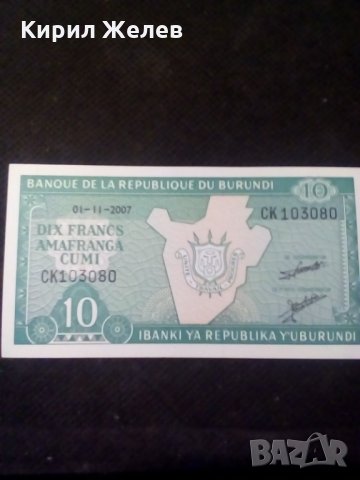 Кирил Желев
BANQUE DE LA REPUBLIQUE DU BURUNDI
10
01-11-2007
CK103080
DIX FRANCS
AMAFRANGA
CUMI
CK103080
10
IBANKI YA REPUBLIKA Y'UBURUNDI
BAZAR